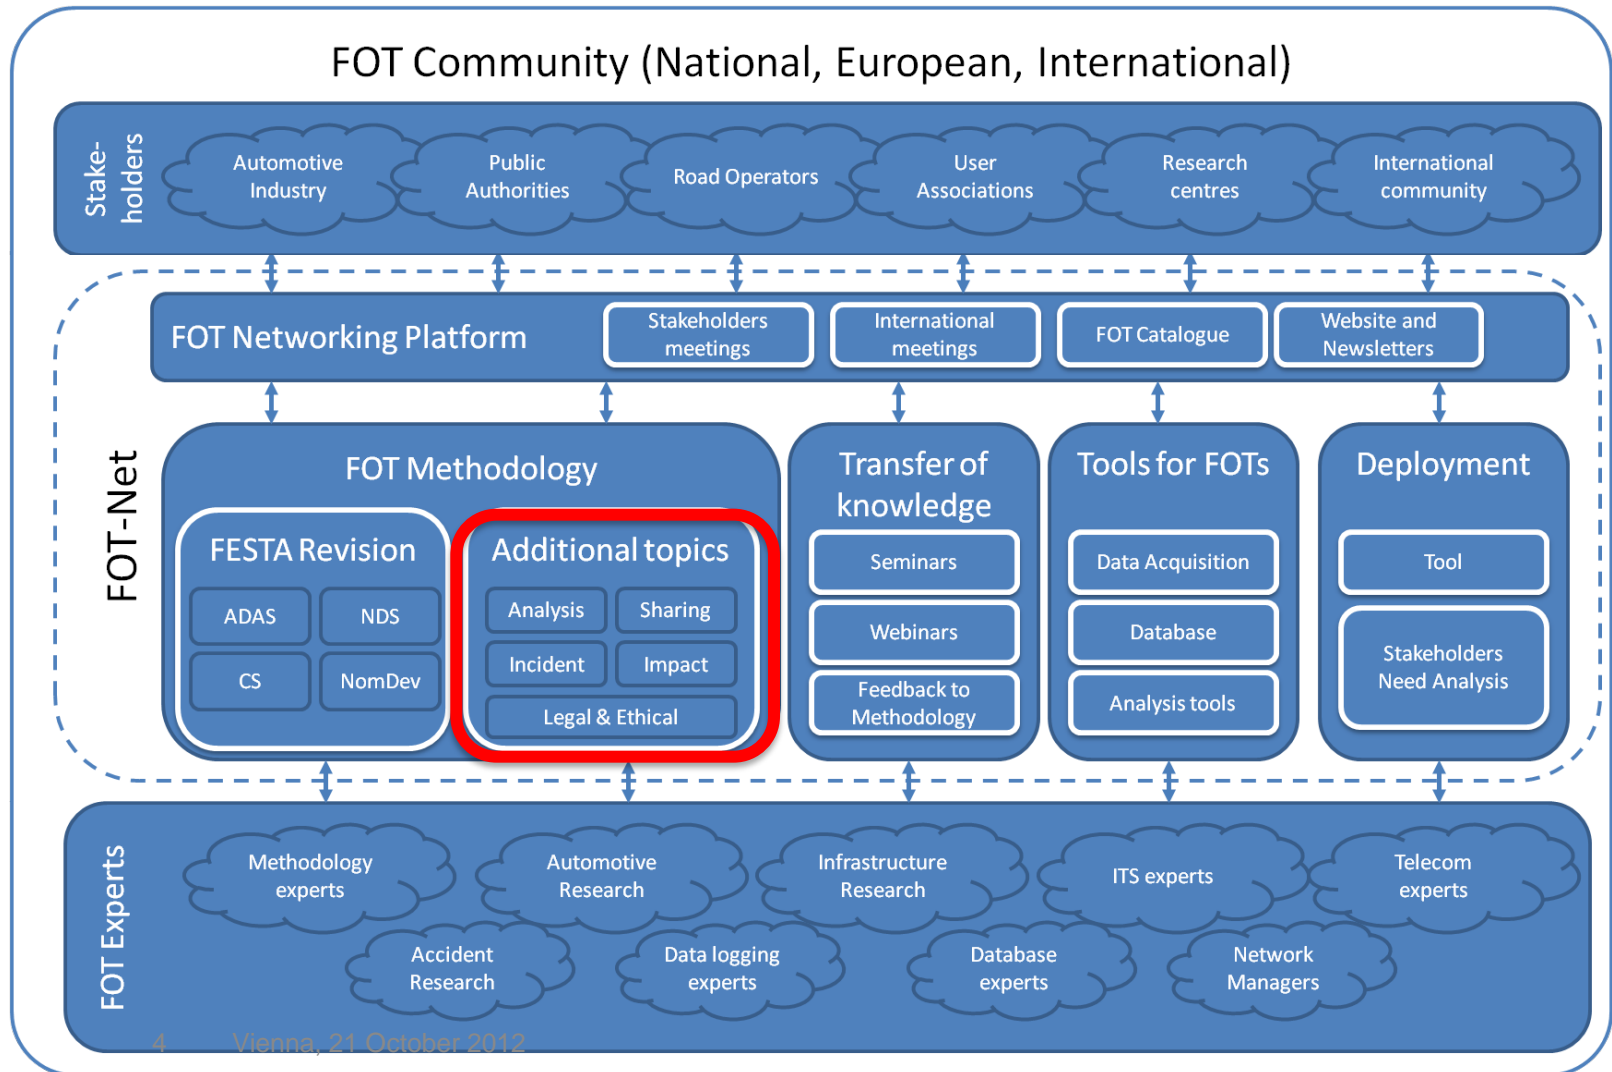 FOT Community (National, European, International)
Stake-
holders
Automotive
Industry
Public
Authorities
Road Operators
User
Associations
Research
centres
International
community
FOT-Net
FOT Networking Platform
Stakeholders
meetings
International
meetings
FOT Catalogue
Website and
Newsletters
FOT Methodology
FESTA Revision
ADAS
NDS
CS
NomDev
Additional topics
Analysis
Sharing
Incident
Impact
Legal & Ethical
Transfer of
knowledge
Seminars
Webinars
Feedback to
Methodology
Tools for FOTs
Data Acquisition
Database
Analysis tools
Deployment
Tool
Stakeholders
Need Analysis
FOT Experts
Methodology
experts
Automotive
Research
Infrastructure
Research
ITS experts
Telecom
experts
Accident
Research
Data logging
experts
Database
experts
Network
Managers
4 Vienna, 21 October 2012